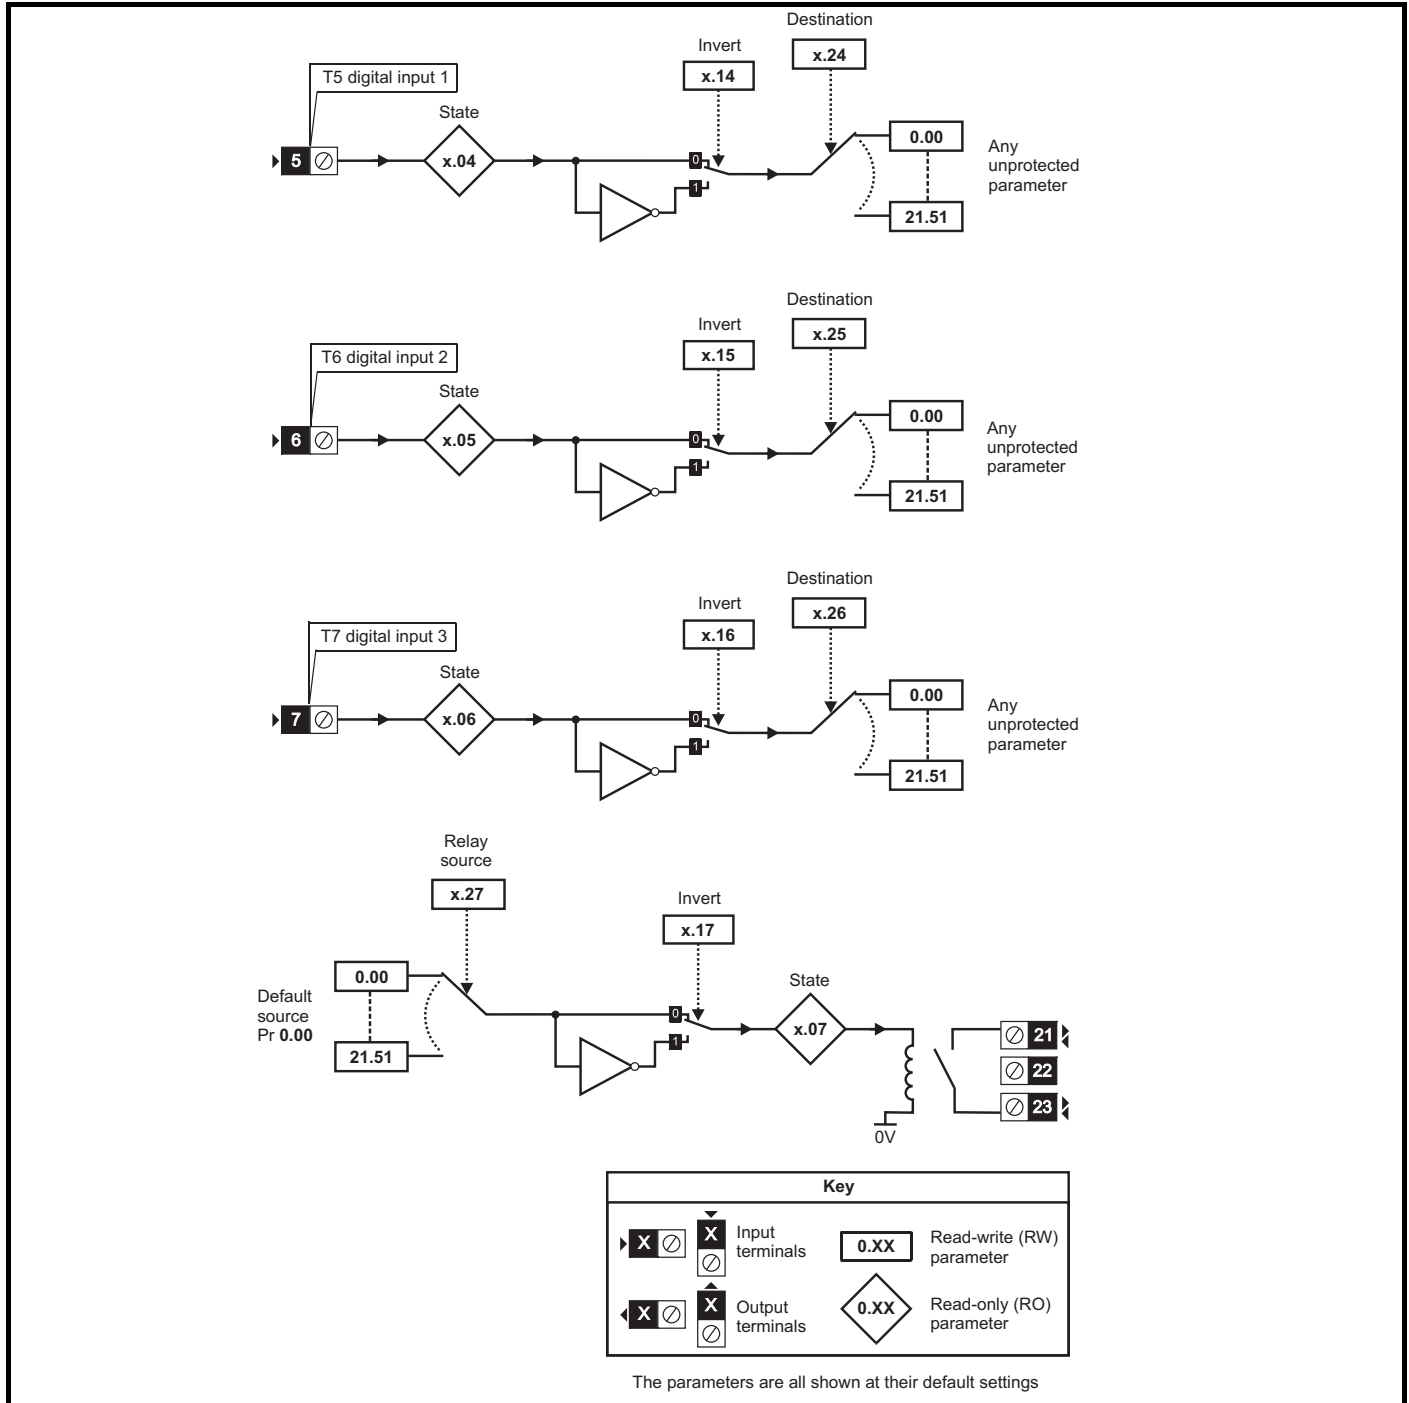 Destination
x.24
Invert
x.14
T5 digital input 1
State
x.04
5
0
1
0.00
21.51
Any
unprotected
parameter
Destination
x.25
Invert
x.15
T6 digital input 2
State
x.05
6
0
1
0.00
21.51
Any
unprotected
parameter
Destination
x.26
Invert
x.16
T7 digital input 3
State
x.06
7
0
1
0.00
21.51
Any
unprotected
parameter
Relay
source
x.27
Invert
x.17
Default
source
Pr 0.00
0.00
21.51
0
1
State
x.07
0V
21
22
23
Key
X
X
Input
terminals
0.XX
Read-write (RW)
parameter
X
X
Output
terminals
0.XX
Read-only (RO)
parameter
The parameters are all shown at their default settings